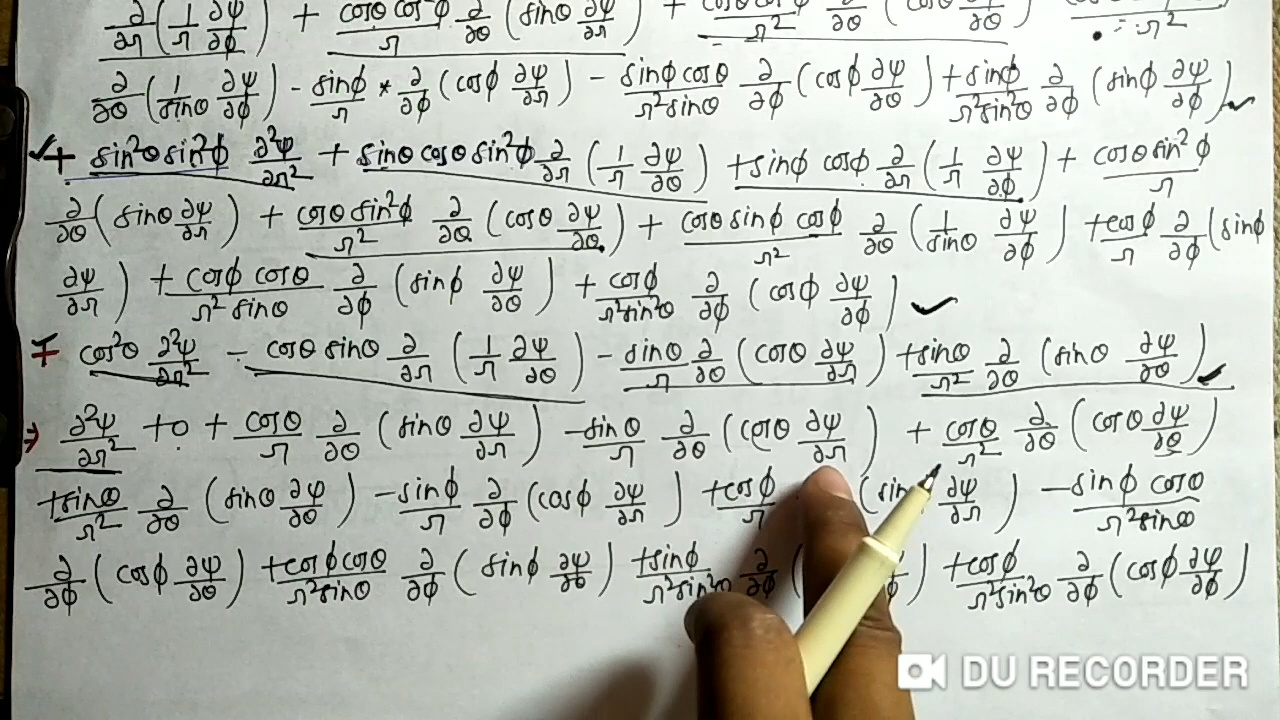 ∂/∂r (1/r ∂ψ/∂φ) + cosθ cos²φ/r ∂/∂θ (sinθ ∂ψ/∂r) +
∂/∂θ (1/sinθ ∂ψ/∂φ) - sinφ/r * ∂/∂φ (cosφ ∂ψ/∂r) - sinφ cosθ/r² sinθ ∂/∂φ (cosφ ∂ψ/∂θ) + sinφ/r² sin²θ ∂/∂φ (sinφ ∂ψ/∂φ) ✓
✓ + sin²θ sin²φ ∂²ψ/∂r² + sinθ cosθ sin²φ ∂/∂r (1/r ∂ψ/∂θ) + sinφ cosφ ∂/∂r (1/r ∂ψ/∂φ) + cosθ sin²φ/r
∂/∂θ (sinθ ∂ψ/∂r) + cosθ sin²φ/r² ∂/∂θ (cosθ ∂ψ/∂θ) + cosθ sinφ cosφ/r² ∂/∂θ (1/sinθ ∂ψ/∂φ) + cosφ/r ∂/∂φ (sinφ
∂ψ/∂r) + cosφ cosθ/r² sinθ ∂/∂φ (sinφ ∂ψ/∂θ) + cosφ/r² sin²θ ∂/∂φ (cosφ ∂ψ/∂φ) ✓
+ cos²θ ∂²ψ/∂r² - cosθ sinθ ∂/∂r (1/r ∂ψ/∂θ) - sinθ/r ∂/∂θ (cosθ ∂ψ/∂r) + sinθ/r² ∂/∂θ (sinθ ∂ψ/∂θ) ✓
⇒ ∂²ψ/∂r² + 0 + cosθ/r ∂/∂θ (sinθ ∂ψ/∂r) - sinθ/r ∂/∂θ (cosθ ∂ψ/∂r) + cosθ/r² ∂/∂θ (cosθ ∂ψ/∂θ)
+ sinθ/r² ∂/∂θ (sinθ ∂ψ/∂θ) - sinφ/r ∂/∂φ (cosφ ∂ψ/∂r) + cosφ/r (sin ∂ψ/∂r) - sinφ cosθ/r² sinθ
∂/∂φ (cosφ ∂ψ/∂θ) + cosφ cosθ/r² sinθ ∂/∂φ (sinφ ∂ψ/∂θ) + sinφ/r² sin²θ ∂/∂φ ( ) + cosφ/r² sin²θ ∂/∂φ (cosφ ∂ψ/∂φ)
DU RECORDER